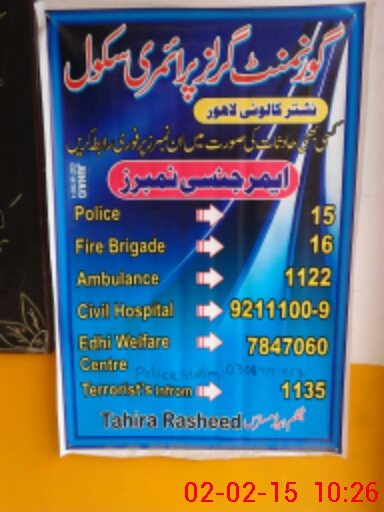 گورنمنٹ گرلز پرائمری سکول
نشتر کالونی لاہور
کسی بھی حادثات کی صورت میں ان نمبرز پر فوری رابطہ کریں
ایمرجنسی نمبرز
Police 15
Fire Brigade 16
Ambulance 1122
Civil Hospital 9211100-9
Edhi Welfare Centre 7847060
Terrorist's Infrom 1135
Tahira Rasheed
02-02-15 10:26